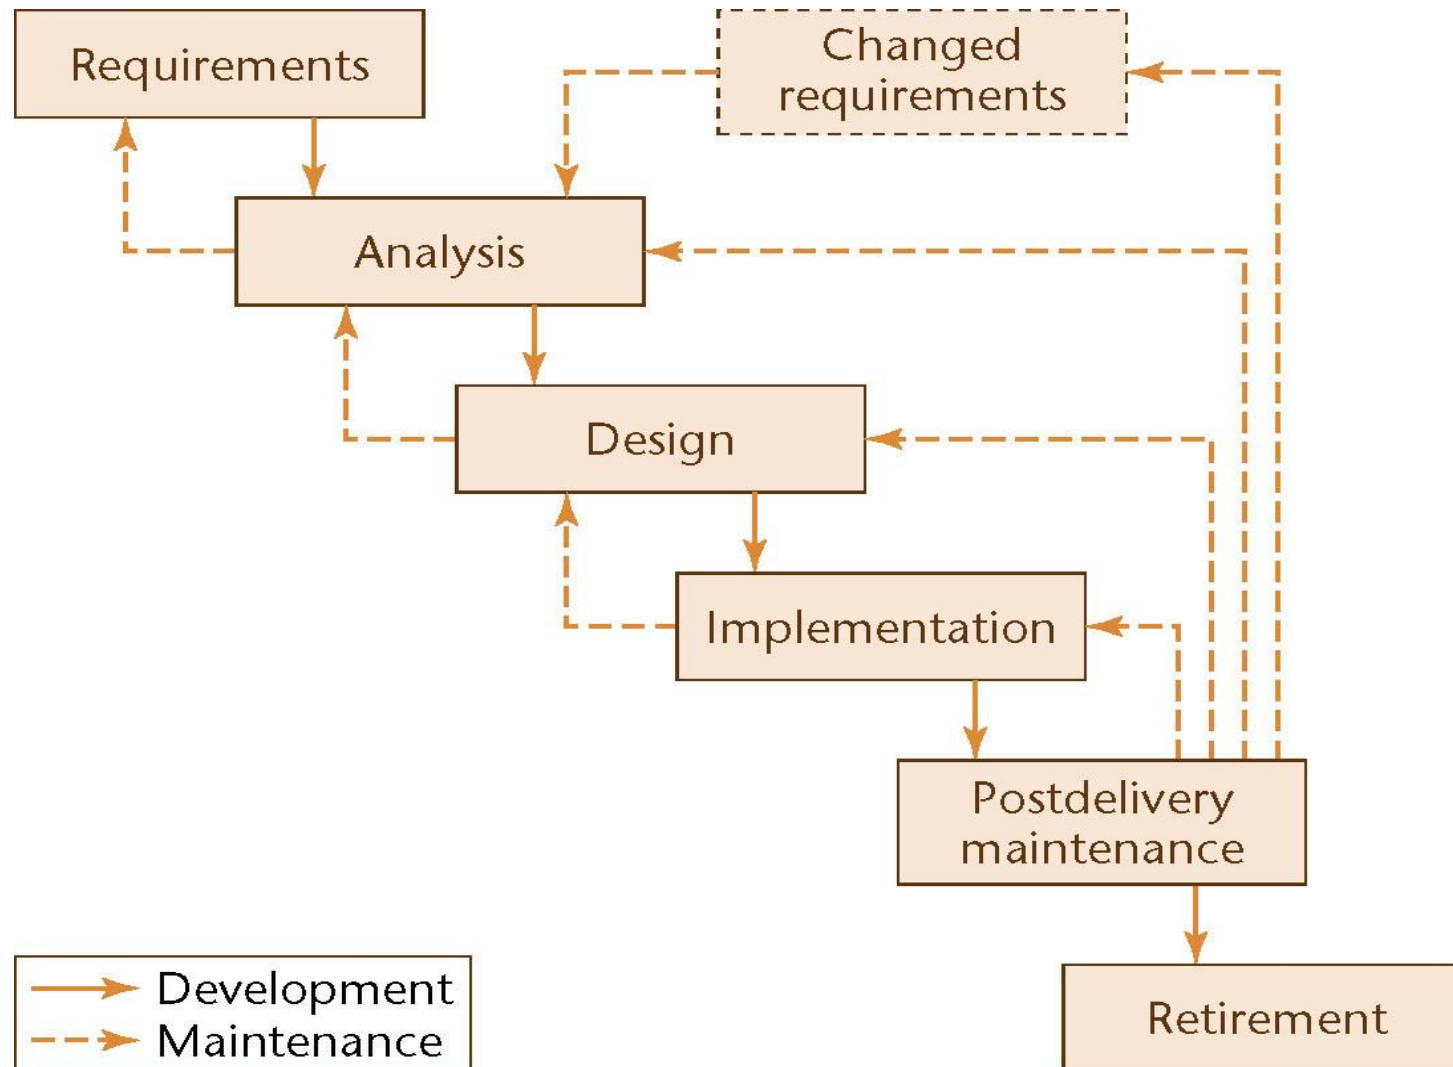 Requirements
Changed
requirements
Analysis
Design
Implementation
Postdelivery
maintenance
Retirement
Development
Maintenance